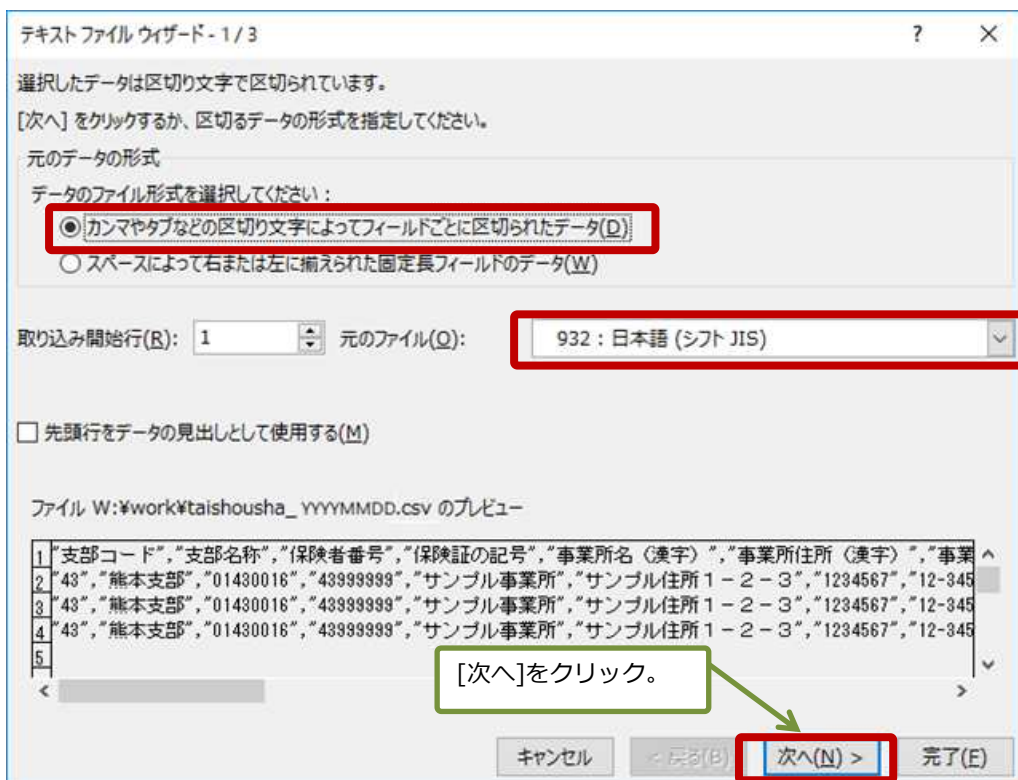 テキスト ファイル ウィザード - 1 / 3 ? ×
選択したデータは区切り文字で区切られています。
[次へ] をクリックするか、区切るデータの形式を指定してください。
元のデータの形式
データのファイル形式を選択してください：
カンマやタブなどの区切り文字によってフィールドごとに区切られたデータ(D)
スペースによって右または左に揃えられた固定長フィールドのデータ(W)
取り込み開始行(R): 1 元のファイル(O): 932 : 日本語 (シフト JIS)
先頭行をデータの見出しとして使用する(M)
ファイル W:¥work¥taishousha_ YYYYMMDD.csv のプレビュー
1 "支部コード","支部名称","保険者番号","保険証の記号","事業所名（漢字）","事業所住所（漢字）","事業
2 "43","熊本支部","01430016","43999999","サンプル事業所","サンプル住所１－２－３","1234567","12-345
3 "43","熊本支部","01430016","43999999","サンプル事業所","サンプル住所１－２－３","1234567","12-345
4 "43","熊本支部","01430016","43999999","サンプル事業所","サンプル住所１－２－３","1234567","12-345
5
[次へ]をクリック。
キャンセル < 戻る(B) 次へ(N) > 完了(F)